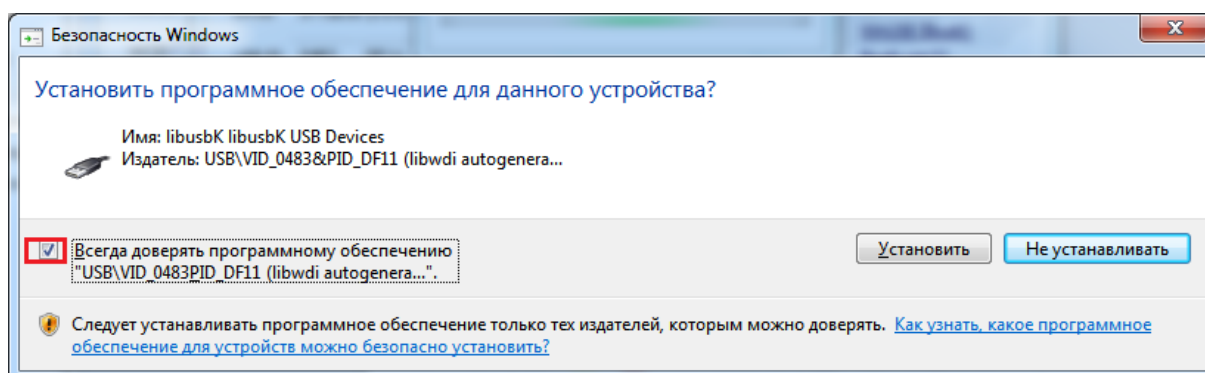 Безопасность Windows
Установить программное обеспечение для данного устройства?
Имя: libusbK libusbK USB Devices
Издатель: USB\VID_0483&PID_DF11 (libwdi autogenera...
Всегда доверять программному обеспечению
"USB\VID_0483PID_DF11 (libwdi autogenera...".
Установить
Не устанавливать
Следует устанавливать программное обеспечение только тех издателей, которым можно доверять. Как узнать, какое программное
обеспечение для устройств можно безопасно установить?